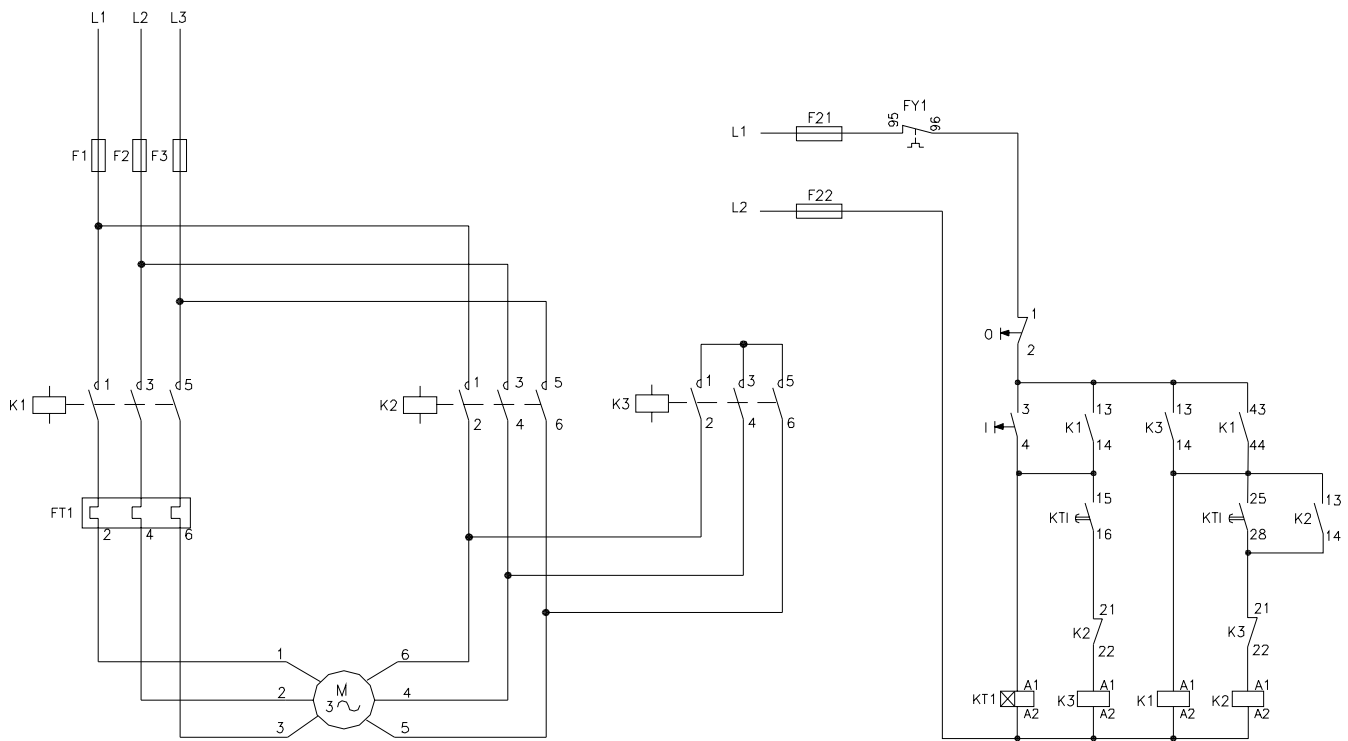 L1 L2 L3
F1 F2 F3
K1 1 3 5
FT1
2 4 6
K2 1 3 5
2 4 6
K3 1 3 5
2 4 6
1 6
2 M 4
3
3 5
L1 F21 95 FY1 96
L2 F22
O 1
2
I 3
4
K1 13
14
K3 13
14
K1 43
44
KTI 15
16
KTI 25
28
K2 13
14
K2 21
22
K3 21
22
KT1 A1
A2
K3 A1
A2
K1 A1
A2
K2 A1
A2